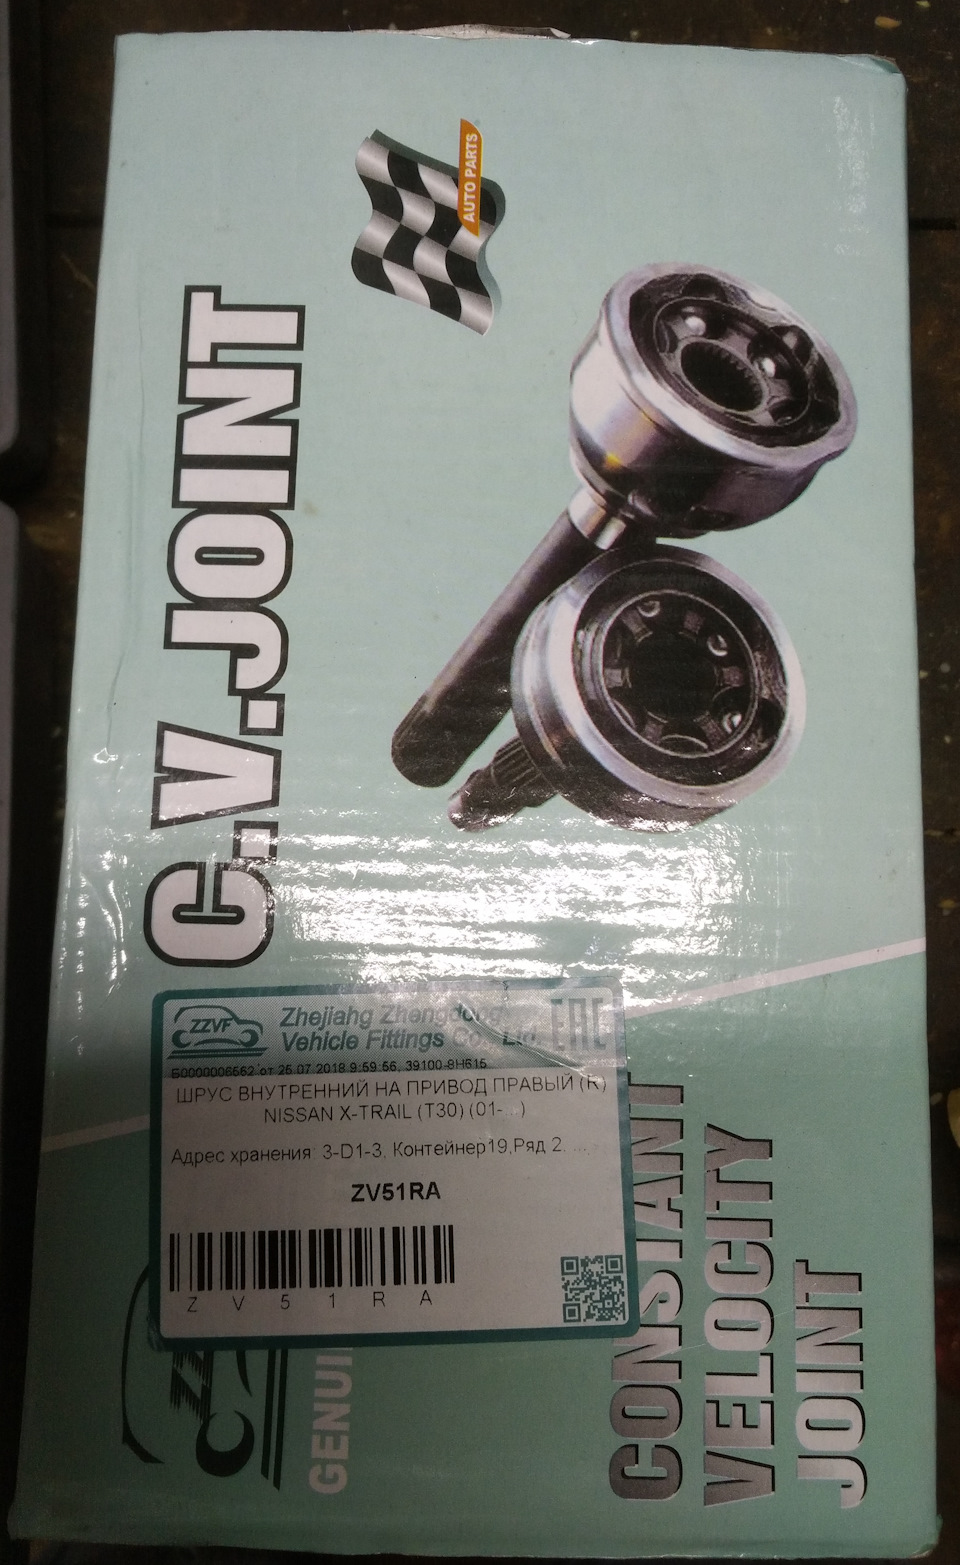 AUTO PARTS
C.V.JOINT
ZZVF
Zhejiahg Zhengdong
Vehicle Fittings Co., Ltd.
EAC
Б0000006562 от 25.07.2018 9:59:56, 39100-8H615
ШРУС ВНУТРЕННИЙ НА ПРИВОД ПРАВЫЙ (R)
NISSAN X-TRAIL (T30) (01-...)
Адрес хранения: 3-D1-3, Контейнер19,Ряд 2.
ZV51RA
Z V 5 1 R A
GENUI
CONSTANT
VELOCITY
JOINT